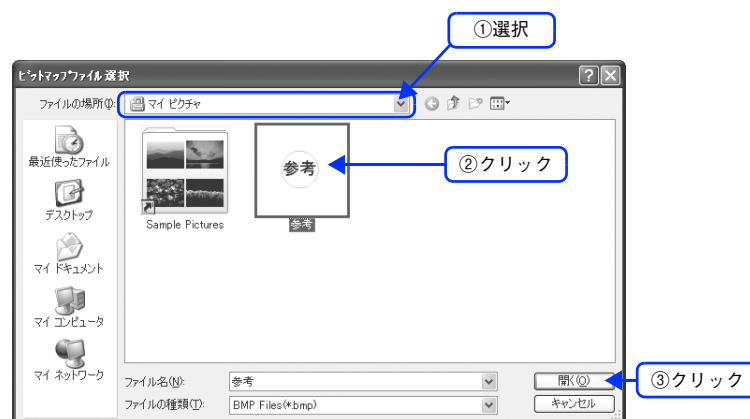 ①選択
ビットマップファイル選択
ファイルの場所(I):
マイ ピクチャ
最近使ったファイル
デスクトップ
マイ ドキュメント
マイ コンピュータ
マイ ネットワーク
Sample Pictures
参考
参考
②クリック
ファイル名(N):
参考
開く(O)
③クリック
ファイルの種類(T):
BMP Files(*.bmp)
キャンセル